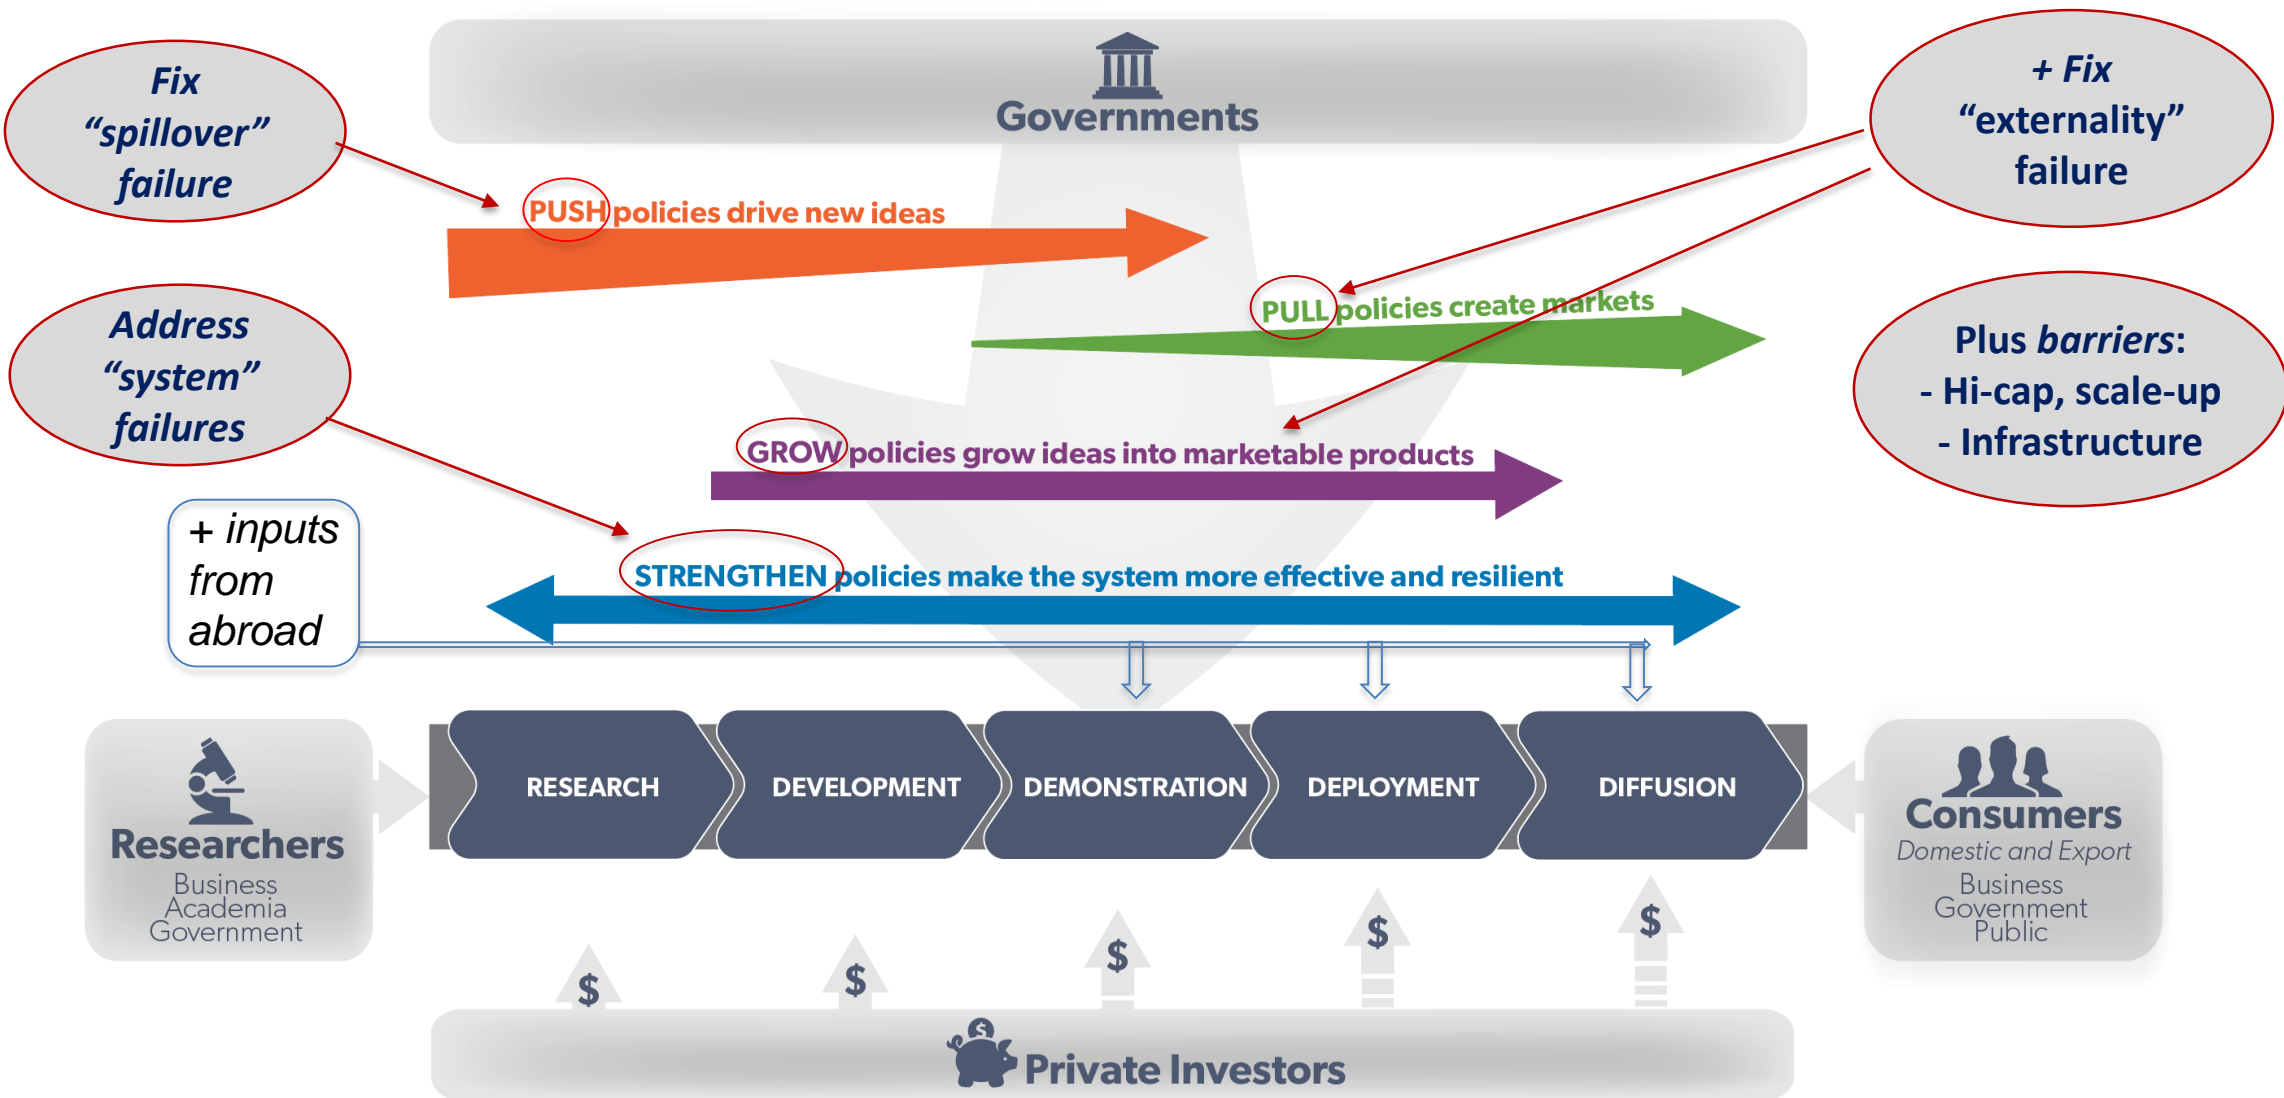 Fix
“spillover”
failure
Governments
+ Fix
“externality”
failure
PUSH policies drive new ideas
PULL policies create markets
Address
“system”
failures
Plus barriers:
- Hi-cap, scale-up
- Infrastructure
GROW policies grow ideas into marketable products
+ inputs
from
abroad
STRENGTHEN policies make the system more effective and resilient
Researchers
Business
Academia
Government
RESEARCH
DEVELOPMENT
DEMONSTRATION
DEPLOYMENT
DIFFUSION
Consumers
Domestic and Export
Business
Government
Public
$
$
$
$
$
$
Private Investors